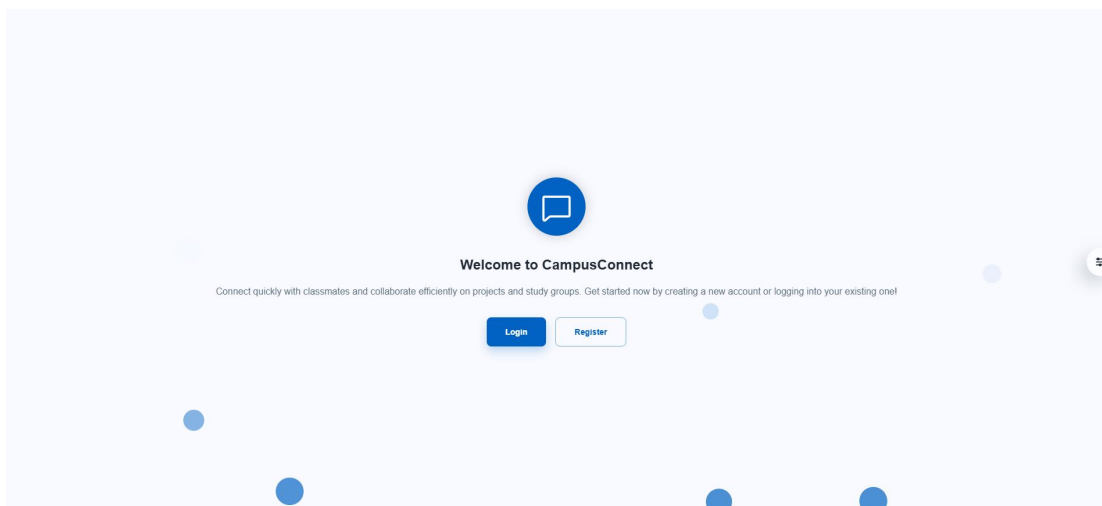 Welcome to CampusConnect
Connect quickly with classmates and collaborate efficiently on projects and study groups. Get started now by creating a new account or logging into your existing one!
Login
Register